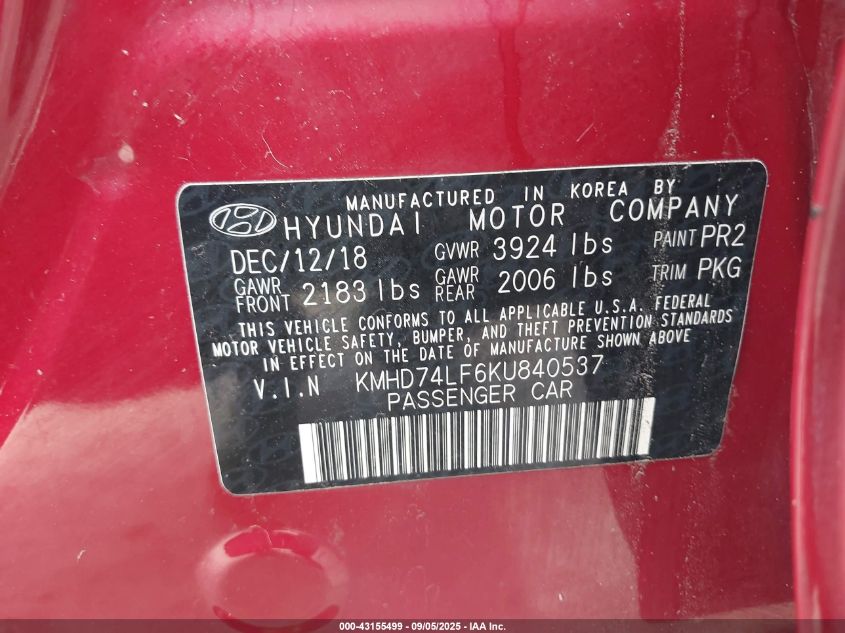 MANUFACTURED IN KOREA BY
HYUNDAI MOTOR COMPANY
DEC/12/18 GVWR 3924 lbs PAINT PR2
GAWR FRONT 2183 lbs GAWR REAR 2006 lbs TRIM PKG
THIS VEHICLE CONFORMS TO ALL APPLICABLE U.S.A. FEDERAL
MOTOR VEHICLE SAFETY, BUMPER, AND THEFT PREVENTION STANDARDS
IN EFFECT ON THE DATE OF MANUFACTURE SHOWN ABOVE
V.I.N KMHD74LF6KU840537
PASSENGER CAR
000-43155499 - 09/05/2025 - IAA Inc.